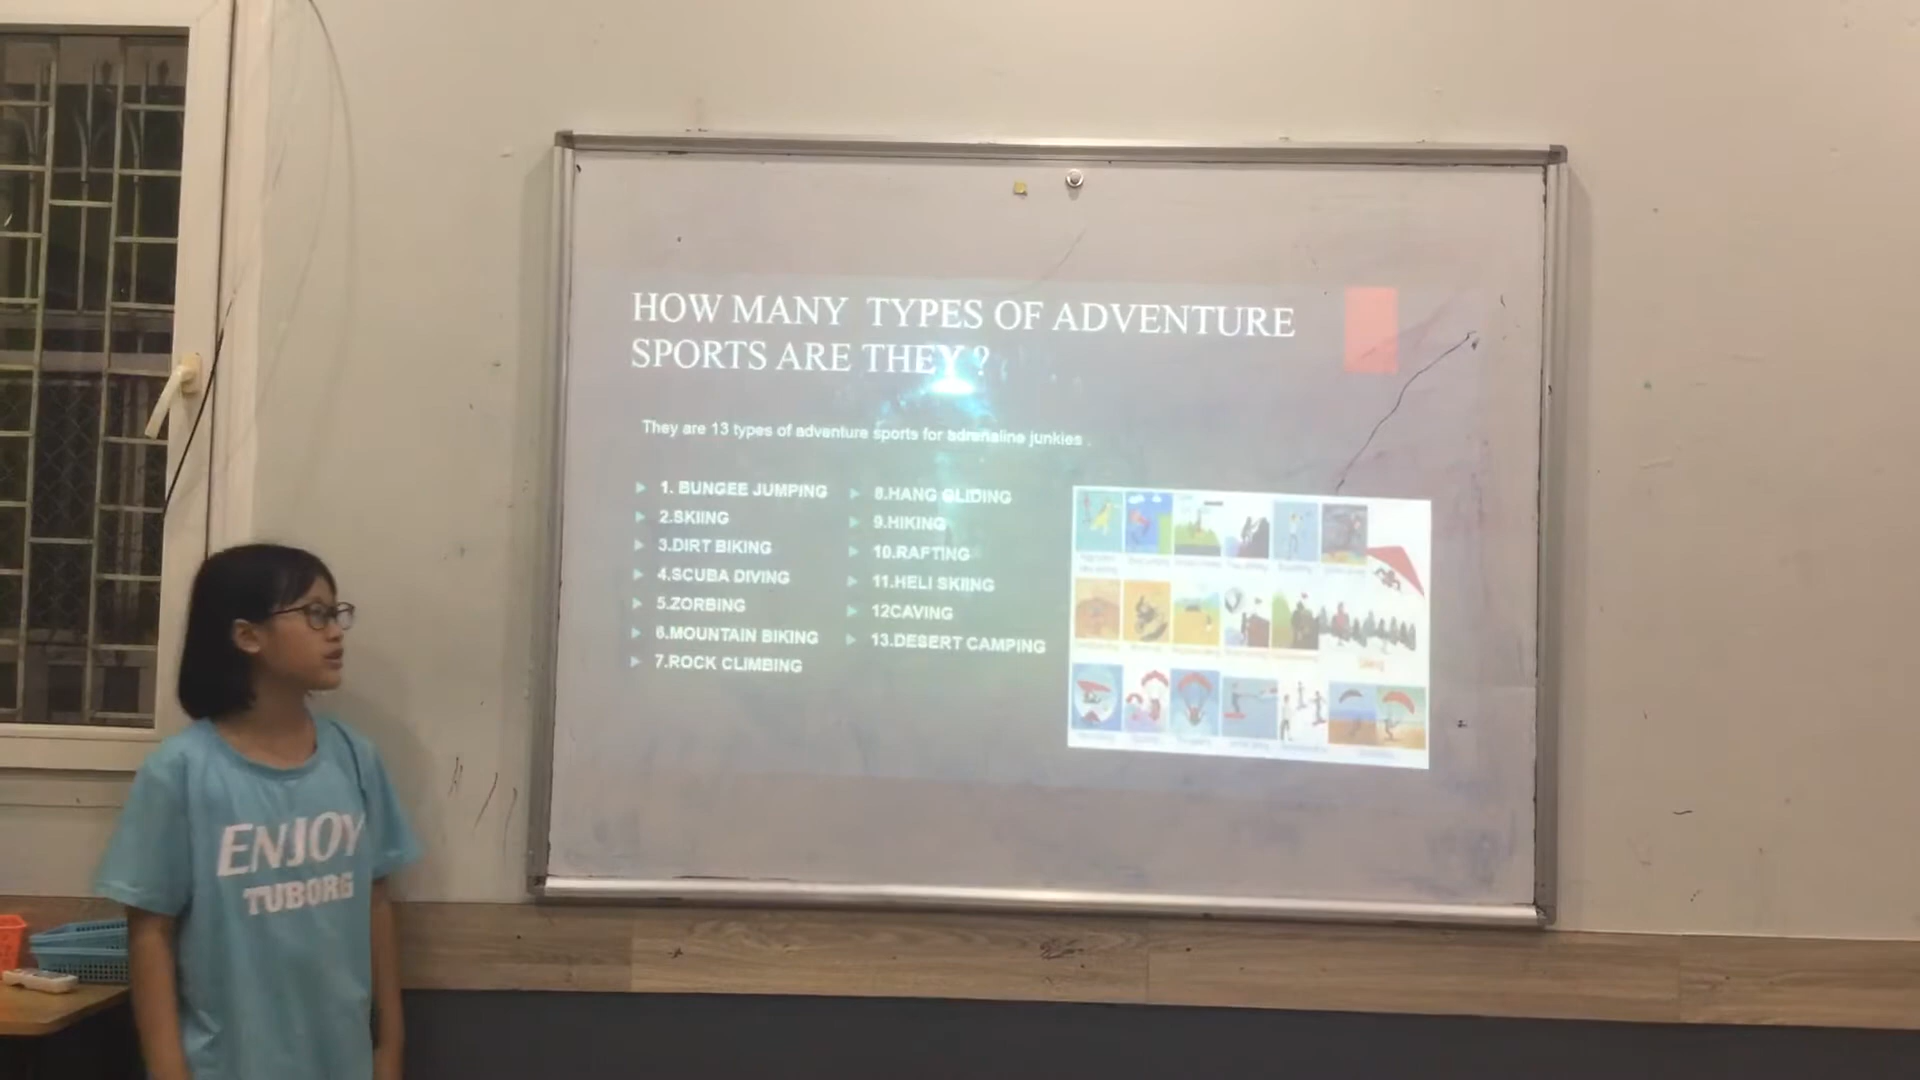 HOW MANY TYPES OF ADVENTURE
SPORTS ARE THEY ?
They are 13 types of adventure sports for adrenaline junkies .
1. BUNGEE JUMPING
2.SKIING
3.DIRT BIKING
4.SCUBA DIVING
5.ZORBING
6.MOUNTAIN BIKING
7.ROCK CLIMBING
8.HANG GLIDING
9.HIKING
10.RAFTING
11.HELI SKIING
12CAVING
13.DESERT CAMPING
ENJOY
TUBORG